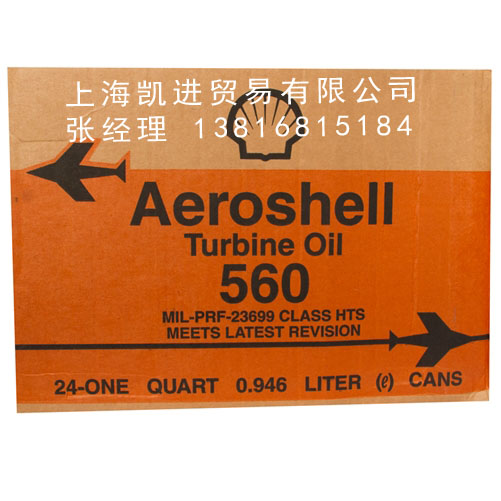 上海凯进贸易有限公司
张经理 13816815184
Aeroshell
Turbine Oil
560
MIL-PRF-23699 CLASS HTS
MEETS LATEST REVISION
24-ONE QUART 0.946 LITER (e) CANS